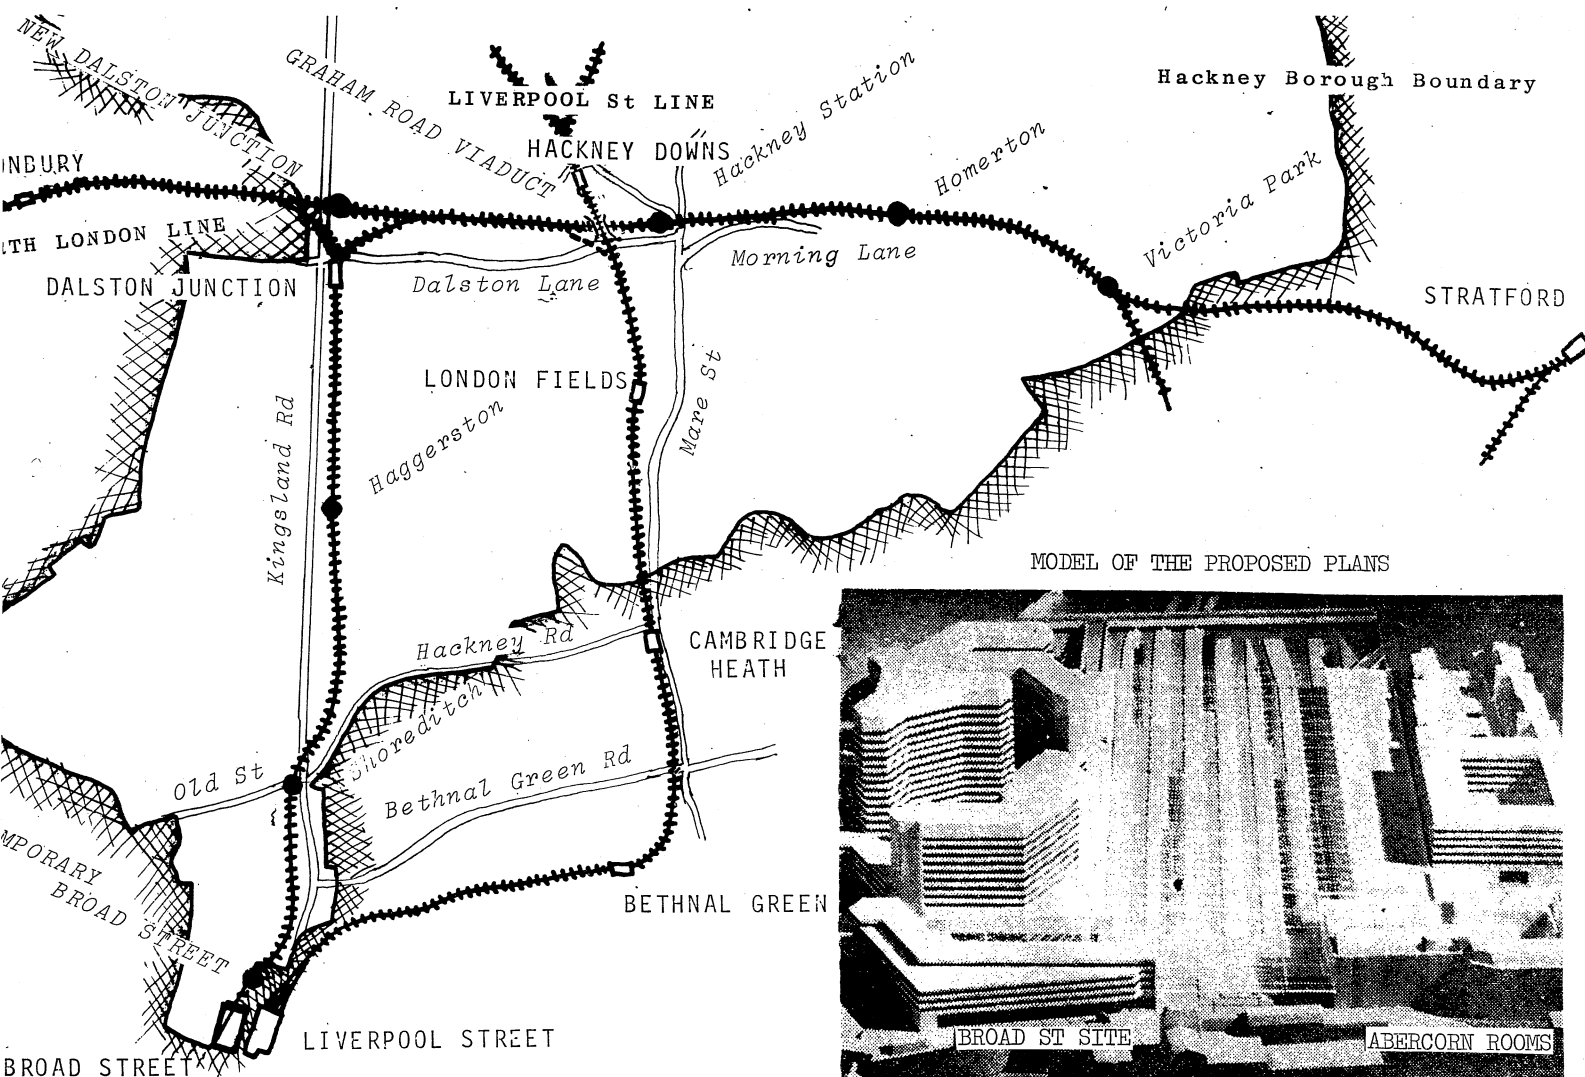 NEW DALSTON JUNCTION
GRAHAM ROAD VIADUCT
LIVERPOOL St LINE
HACKNEY DOWNS
Hackney Station
Homerton
Hackney Borough Boundary
Victoria Park
NBURY
TH LONDON LINE
DALSTON JUNCTION
Dalston Lane
Morning Lane
STRATFORD
LONDON FIELDS
Mare St
Kingsland Rd
Haggerston
MODEL OF THE PROPOSED PLANS
Hackney Rd
CAMBRIDGE
HEATH
Shoreditch
Old St
Bethnal Green Rd
MPORARY
BROAD STREET
BETHNAL GREEN
LIVERPOOL STREET
BROAD STREET
BROAD ST SITE
ABERCORN ROOMS